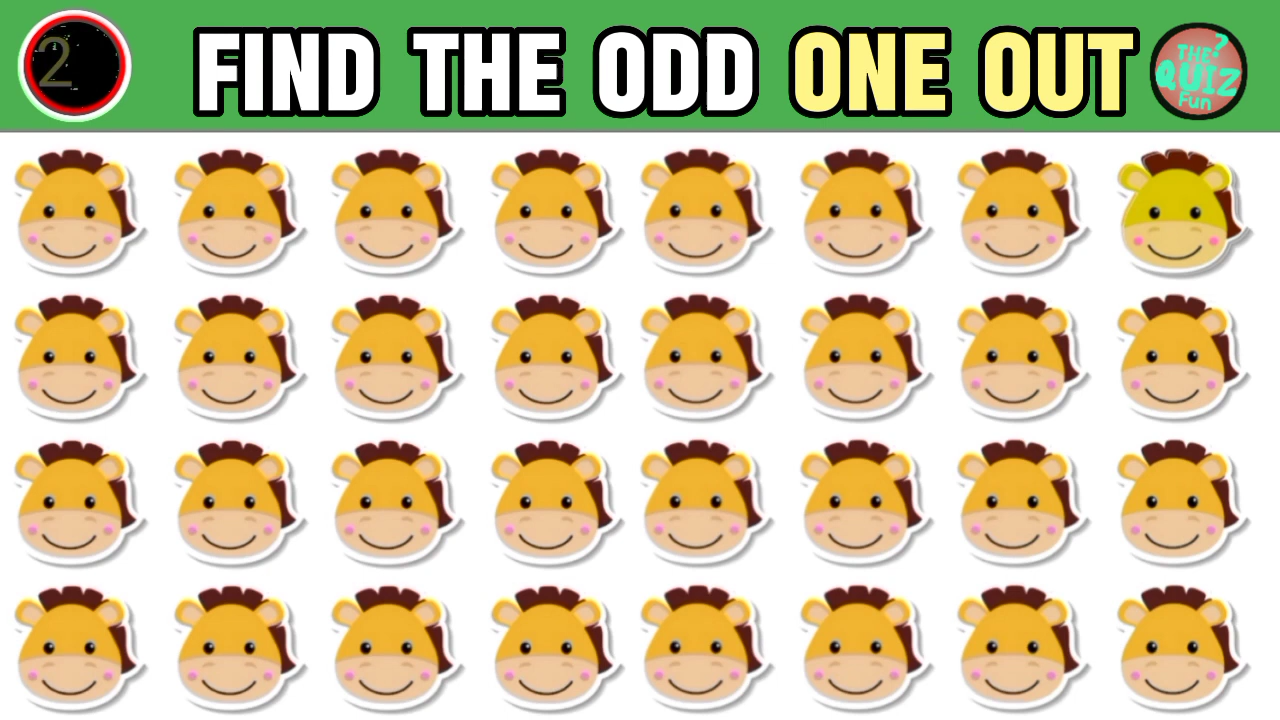 2
FIND THE ODD ONE OUT
THE?
QUIZ
Fun